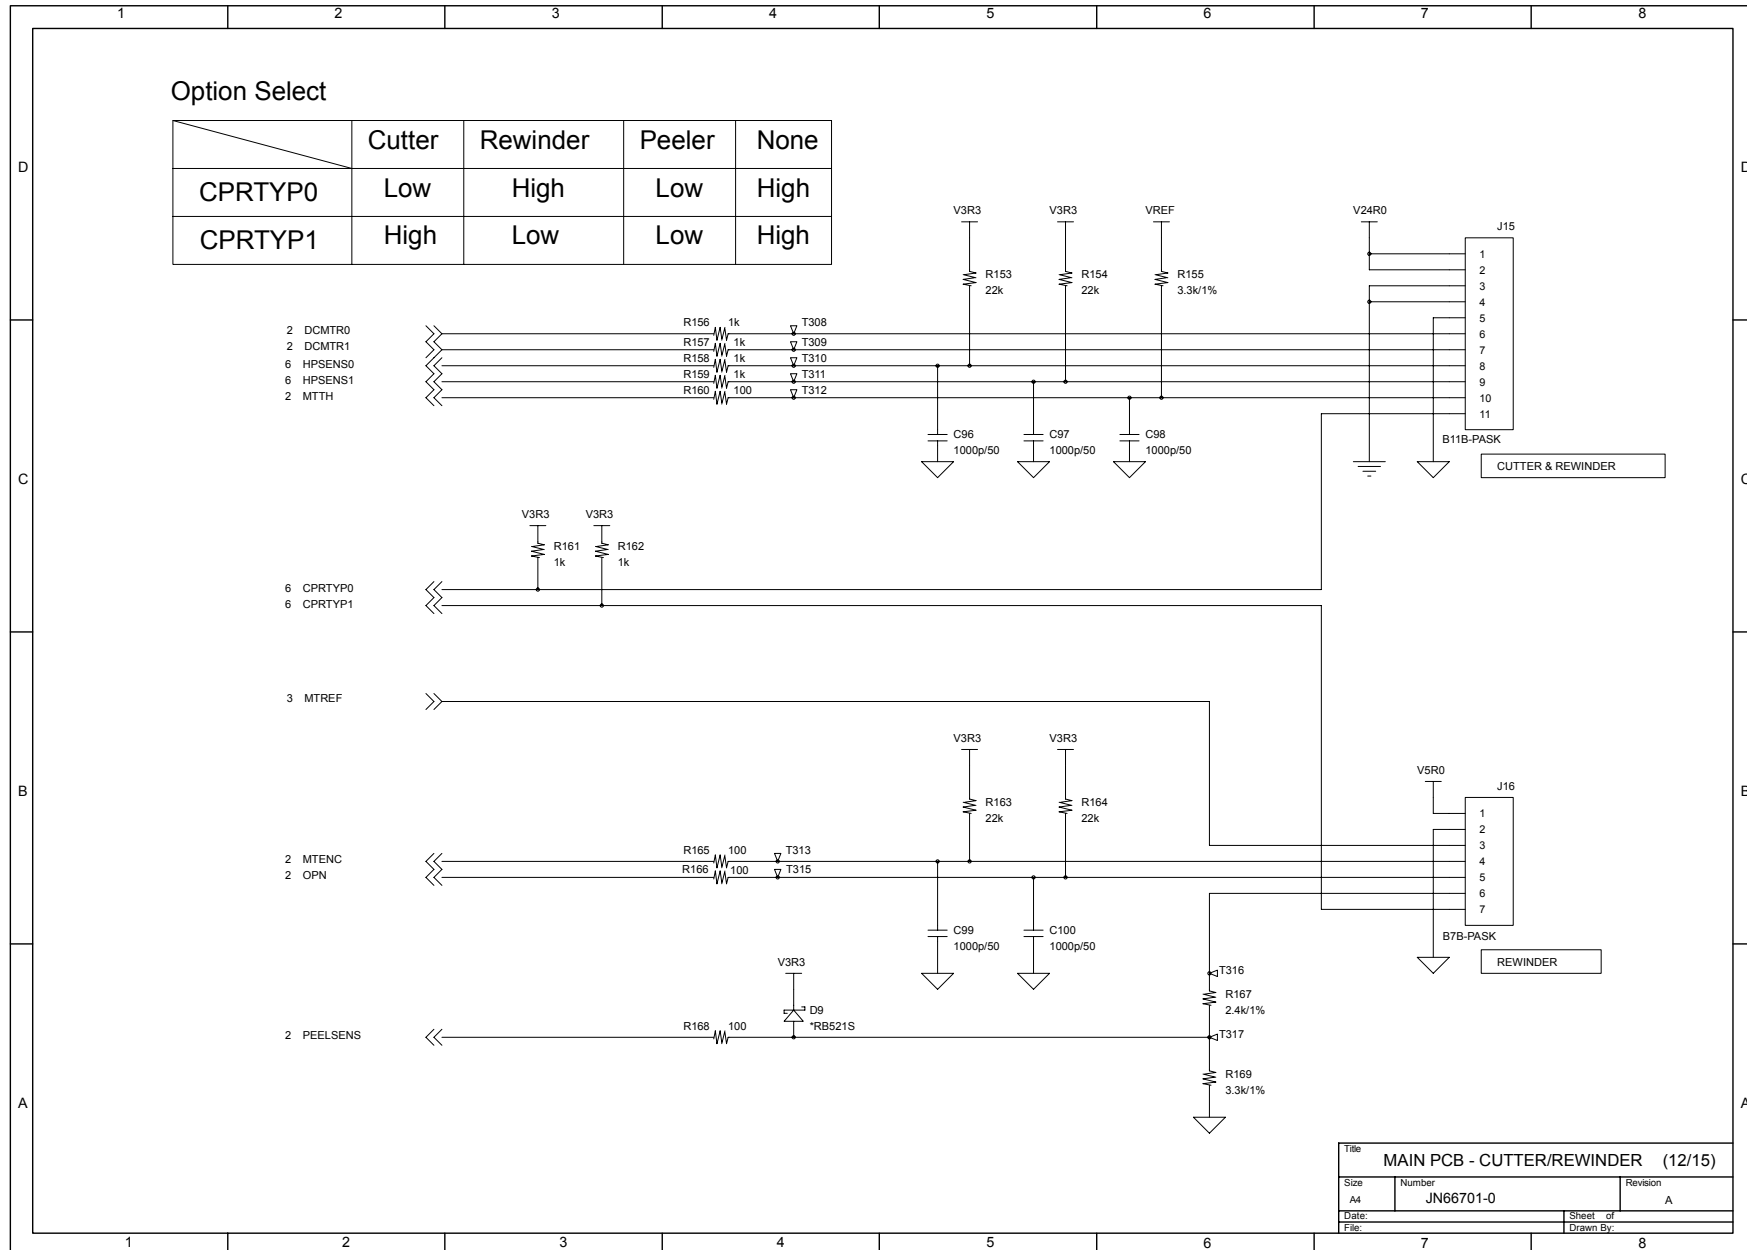 1 2 3 4 5 6 7 8
Option Select
Cutter Rewinder Peeler None
CPRTYP0 Low High Low High
CPRTYP1 High Low Low High
D D
V3R3 V3R3 VREF V24R0
J15
R153 22k
R154 22k
R155 3.3k/1%
1
2
3
4
5
6
7
8
9
10
11
B11B-PASK
CUTTER & REWINDER
2 DCMTR0 R156 1k T308
2 DCMTR1 R157 1k T309
6 HPSENS0 R158 1k T310
6 HPSENS1 R159 1k T311
2 MTTH R160 100 T312
C96 1000p/50
C97 1000p/50
C98 1000p/50
C C
V3R3 V3R3
R161 1k
R162 1k
6 CPRTYP0
6 CPRTYP1
3 MTREF
V3R3 V3R3 V5R0
J16
B B
R163 22k
R164 22k
1
2
3
4
5
6
7
B7B-PASK
REWINDER
2 MTENC R165 100 T313
2 OPN R166 100 T315
C99 1000p/50
C100 1000p/50
V3R3
D9
*RB521S
T316
R167
2.4k/1%
2 PEELSENS R168 100 T317
R169
3.3k/1%
A A
Title
MAIN PCB - CUTTER/REWINDER (12/15)
Size Number Revision
A4 JN66701-0 A
Date: Sheet of
File: Drawn By:
1 2 3 4 5 6 7 8